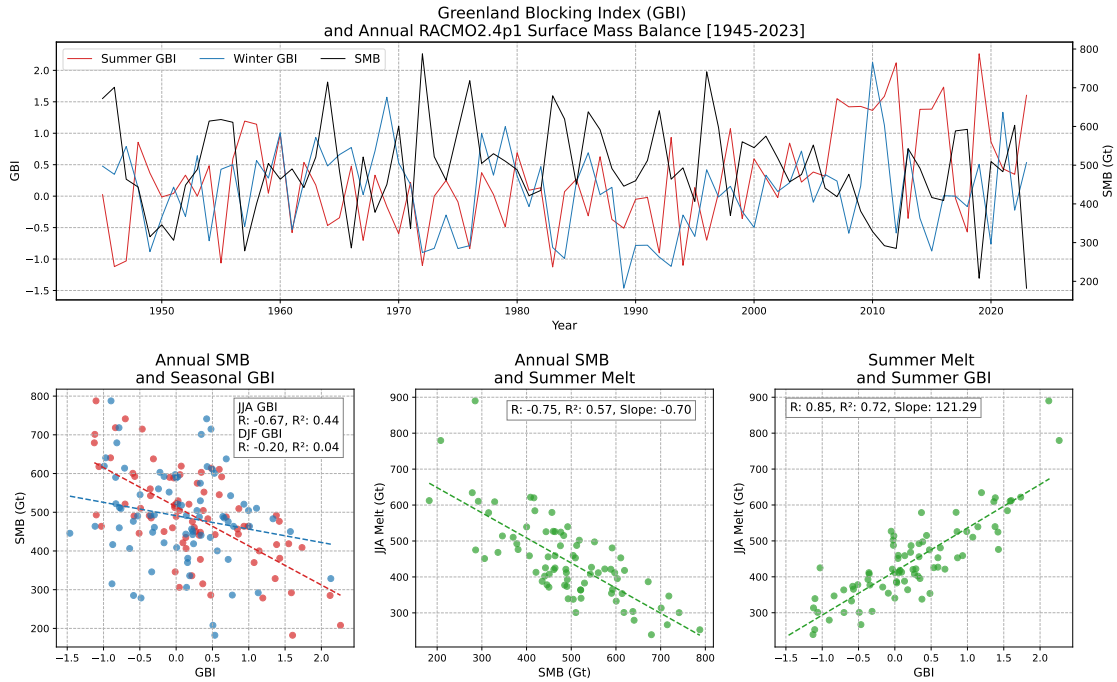 Greenland Blocking Index (GBI)
and Annual RACMO2.4p1 Surface Mass Balance [1945-2023]
Summer GBI
Winter GBI
SMB
GBI
2.0
1.5
1.0
0.5
0.0
−0.5
−1.0
−1.5
SMB (Gt)
800
700
600
500
400
300
200
1950
1960
1970
1980
1990
2000
2010
2020
Year
Annual SMB
and Seasonal GBI
JJA GBI
R: -0.67, R²: 0.44
DJF GBI
R: -0.20, R²: 0.04
SMB (Gt)
800
700
600
500
400
300
200
−1.5
−1.0
−0.5
0.0
0.5
1.0
1.5
2.0
GBI
Annual SMB
and Summer Melt
R: -0.75, R²: 0.57, Slope: -0.70
JJA Melt (Gt)
900
800
700
600
500
400
300
200
300
400
500
600
700
800
SMB (Gt)
Summer Melt
and Summer GBI
R: 0.85, R²: 0.72, Slope: 121.29
JJA Melt (Gt)
900
800
700
600
500
400
300
−1.5
−1.0
−0.5
0.0
0.5
1.0
1.5
2.0
GBI